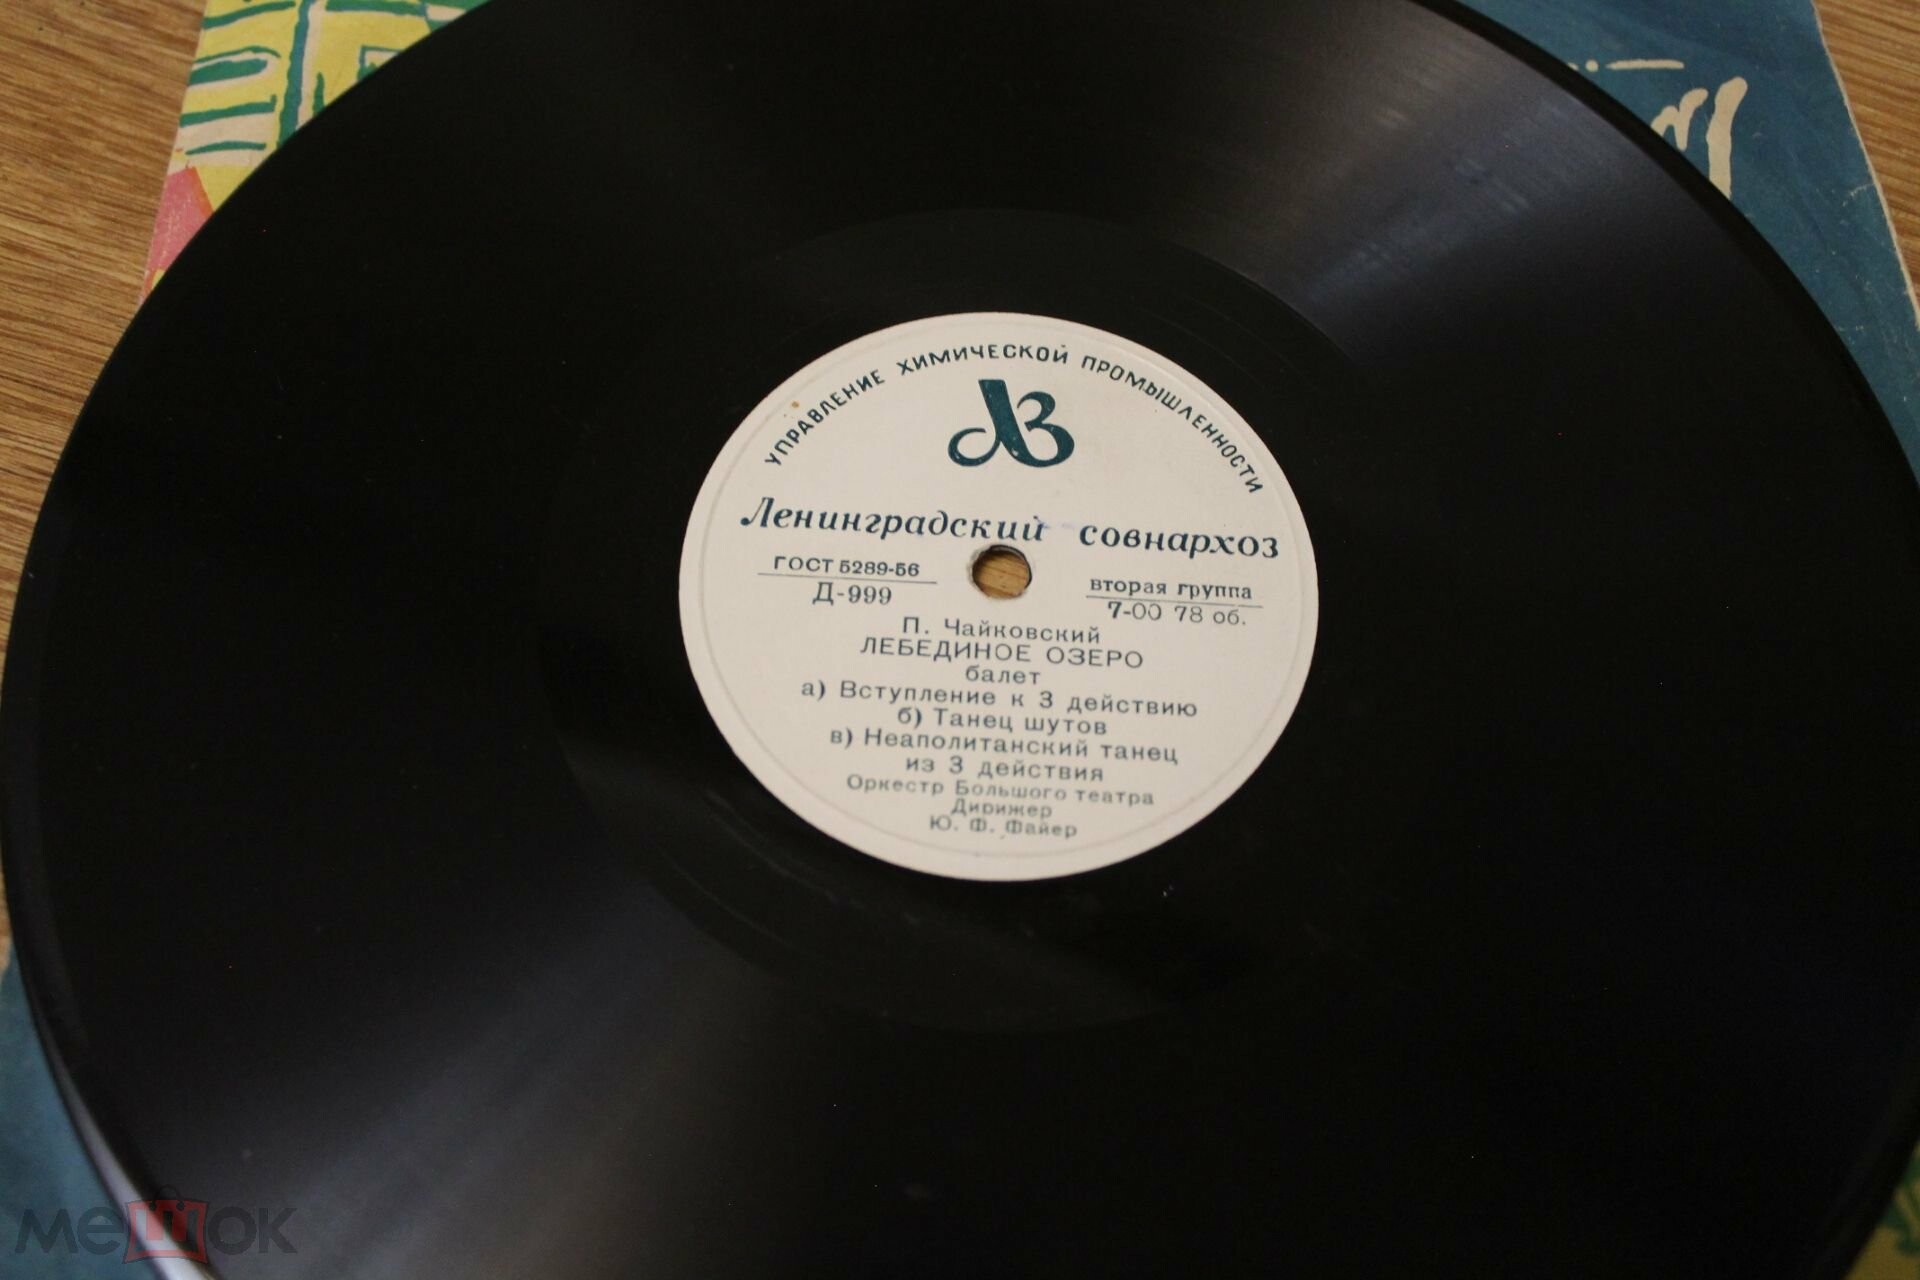 УПРАВЛЕНИЕ ХИМИЧЕСКОЙ ПРОМЫШЛЕННОСТИ
ЛЗ
Ленинградский совнархоз
ГОСТ 5289-56
Д-999
вторая группа
7-00 78 об.
П. Чайковский
ЛЕБЕДИНОЕ ОЗЕРО
балет
а) Вступление к 3 действию
б) Танец шутов
в) Неаполитанский танец
из 3 действия
Оркестр Большого театра
Дирижер
Ю. Ф. Файер
мешок